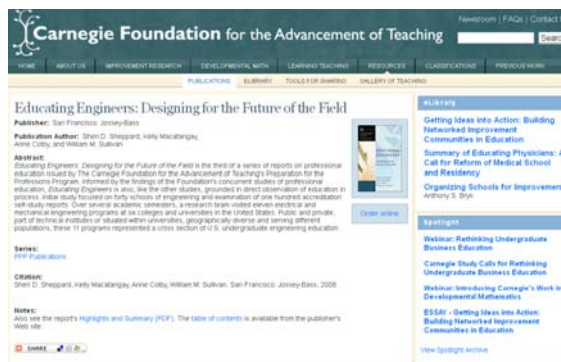 Carnegie Foundation for the Advancement of Teaching
Newsroom | FAQs | Contact
Searc
HOME ABOUT US IMPROVEMENT RESEARCH DEVELOPMENTAL MATH LEARNING TEACHING RESOURCES CLASSIFICATIONS PREVIOUS WORK
PUBLICATIONS ELIBRARY TOOLS FOR SHARING GALLERY OF TEACHING
Educating Engineers: Designing for the Future of the Field
Publisher: San Francisco: Jossey-Bass
Publication Author: Sheri D. Sheppard, Kelly Macatangay,
Anne Colby, and William M. Sullivan
Abstract:
Educating Engineers: Designing for the Future of the Field is the third of a series of reports on professional
education issued by The Carnegie Foundation for the Advancement of Teaching's Preparation for the
Professions Program. Informed by the findings of the Foundation's concurrent studies of professional
education, Educating Engineers is also, like the other studies, grounded in direct observation of education in
process. Initial study focused on forty schools of engineering and examination of one hundred accreditation
self-study reports. Over several academic semesters, a research team visited eleven electrical and
mechanical engineering programs at six colleges and universities in the United States. Public and private,
part of technical institutes or situated within universities, geographically diverse and serving different
populations, these 11 programs represented a cross section of U.S. undergraduate engineering education.
Order online
Series:
PPP Publications
Citation:
Sheri D. Sheppard, Kelly Macatangay, Anne Colby, William M. Sullivan. San Francisco: Jossey-Bass, 2008.
Notes:
Also see the report's Highlights and Summary (PDF). The table of contents is available from the publisher's
Web site.
SHARE
eLibrary
Getting Ideas into Action: Building
Networked Improvement
Communities in Education
Summary of Educating Physicians: A
Call for Reform of Medical School
and Residency
Organizing Schools for Improvement
Anthony S. Bryk
Spotlight
Webinar: Rethinking Undergraduate
Business Education
Carnegie Study Calls for Rethinking
Undergraduate Business Education
Webinar: Introducing Carnegie's Work in
Developmental Mathematics
ESSAY - Getting Ideas into Action:
Building Networked Improvement
Communities in Education
View Spotlight Archive